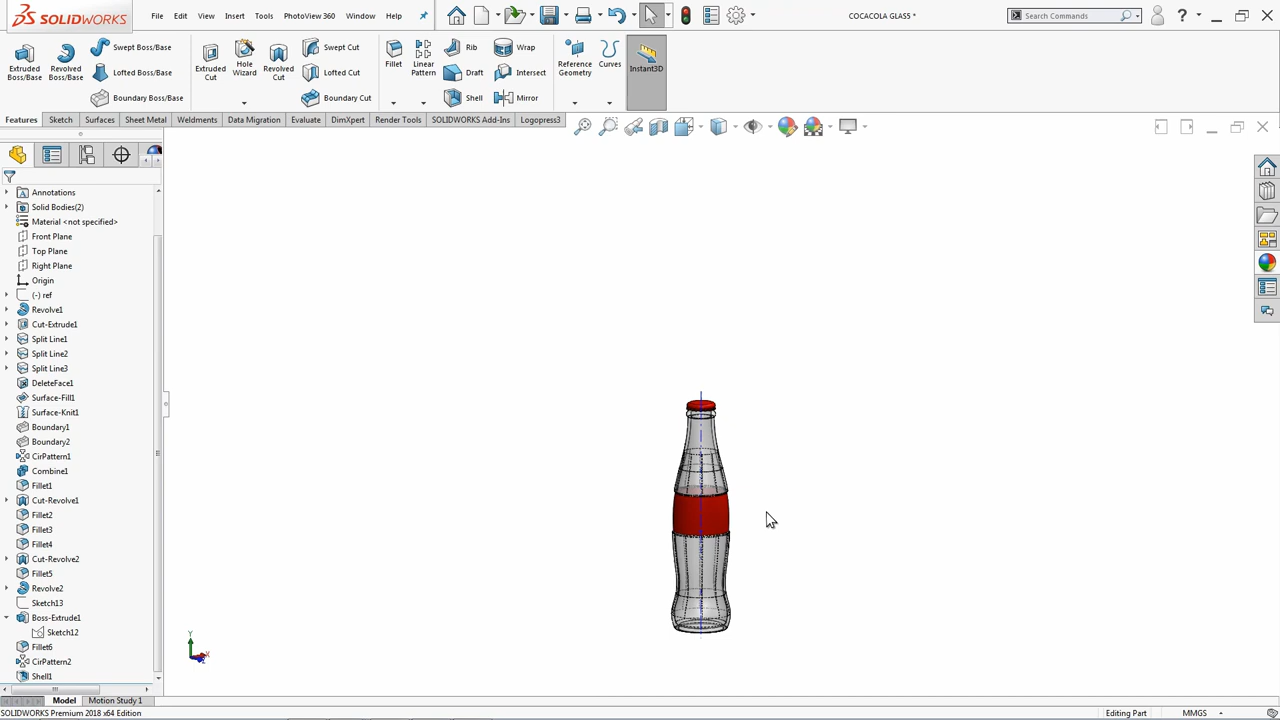 3S SOLIDWORKS
File Edit View Insert Tools PhotoView 360 Window Help
COCACOLA GLASS *
Search Commands
?
Extruded Boss/Base
Revolved Boss/Base
Swept Boss/Base
Lofted Boss/Base
Boundary Boss/Base
Extruded Cut
Hole Wizard
Revolved Cut
Swept Cut
Lofted Cut
Boundary Cut
Fillet
Linear Pattern
Rib
Draft
Shell
Wrap
Intersect
Mirror
Reference Geometry
Curves
Instant3D
Features Sketch Surfaces Sheet Metal Weldments Data Migration Evaluate DimXpert Render Tools SOLIDWORKS Add-Ins Logopress3
Annotations
Solid Bodies(2)
Material <not specified>
Front Plane
Top Plane
Right Plane
Origin
(-) ref
Revolve1
Cut-Extrude1
Split Line1
Split Line2
Split Line3
DeleteFace1
Surface-Fill1
Surface-Knit1
Boundary1
Boundary2
CirPattern1
Combine1
Fillet1
Cut-Revolve1
Fillet2
Fillet3
Fillet4
Cut-Revolve2
Fillet5
Revolve2
Sketch13
Boss-Extrude1
Sketch12
Fillet6
CirPattern2
Shell1
Y
X
Z
Model Motion Study 1
SOLIDWORKS Premium 2018 x64 Edition
Editing Part
MMGS